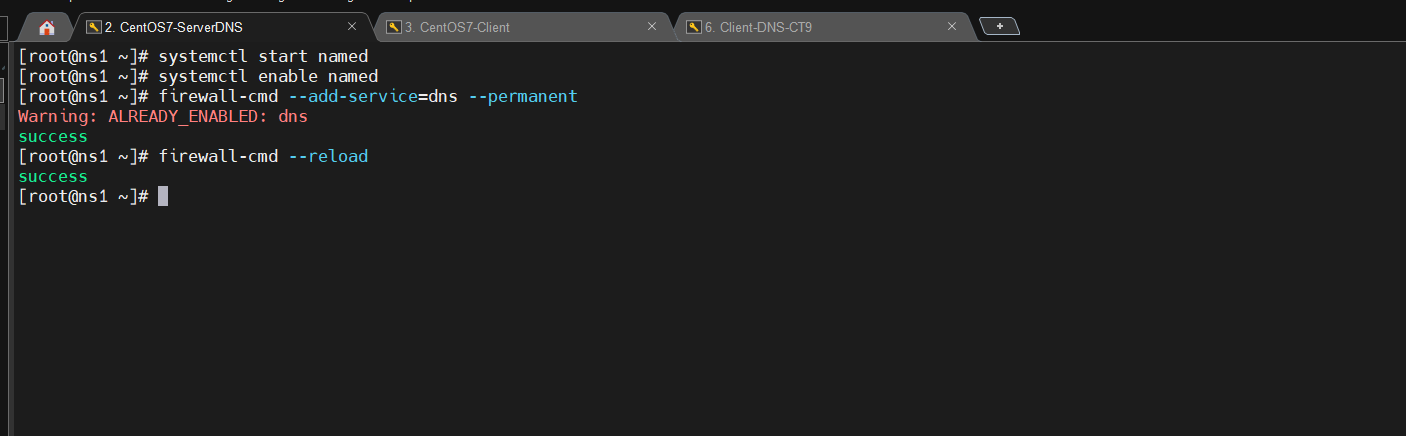 2. CentOS7-ServerDNS
3. CentOS7-Client
6. Client-DNS-CT9
[root@ns1 ~]# systemctl start named
[root@ns1 ~]# systemctl enable named
[root@ns1 ~]# firewall-cmd --add-service=dns --permanent
Warning: ALREADY_ENABLED: dns
success
[root@ns1 ~]# firewall-cmd --reload
success
[root@ns1 ~]#